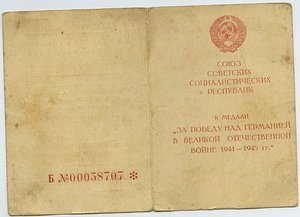 Б №00058707 ✻
СОЮЗ
СОВЕТСКИХ
СОЦИАЛИСТИЧЕСКИХ
РЕСПУБЛИК
К МЕДАЛИ
"ЗА ПОБЕДУ НАД ГЕРМАНИЕЙ
В ВЕЛИКОЙ ОТЕЧЕСТВЕННОЙ
ВОЙНЕ 1941—1945 гг."